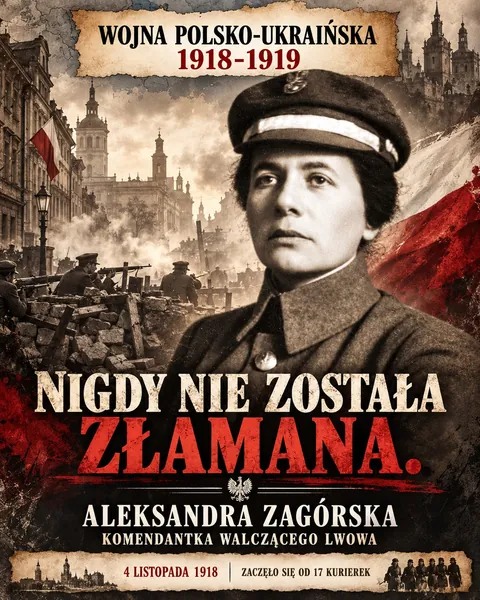 WOJNA POLSKO-UKRAIŃSKA
1918-1919
NIGDY NIE ZOSTAŁA
ZŁAMANA.
ALEKSANDRA ZAGÓRSKA
KOMENDANTKA WALCZĄCEGO LWOWA
4 LISTOPADA 1918 | ZACZĘŁO SIĘ OD 17 KURIEREK